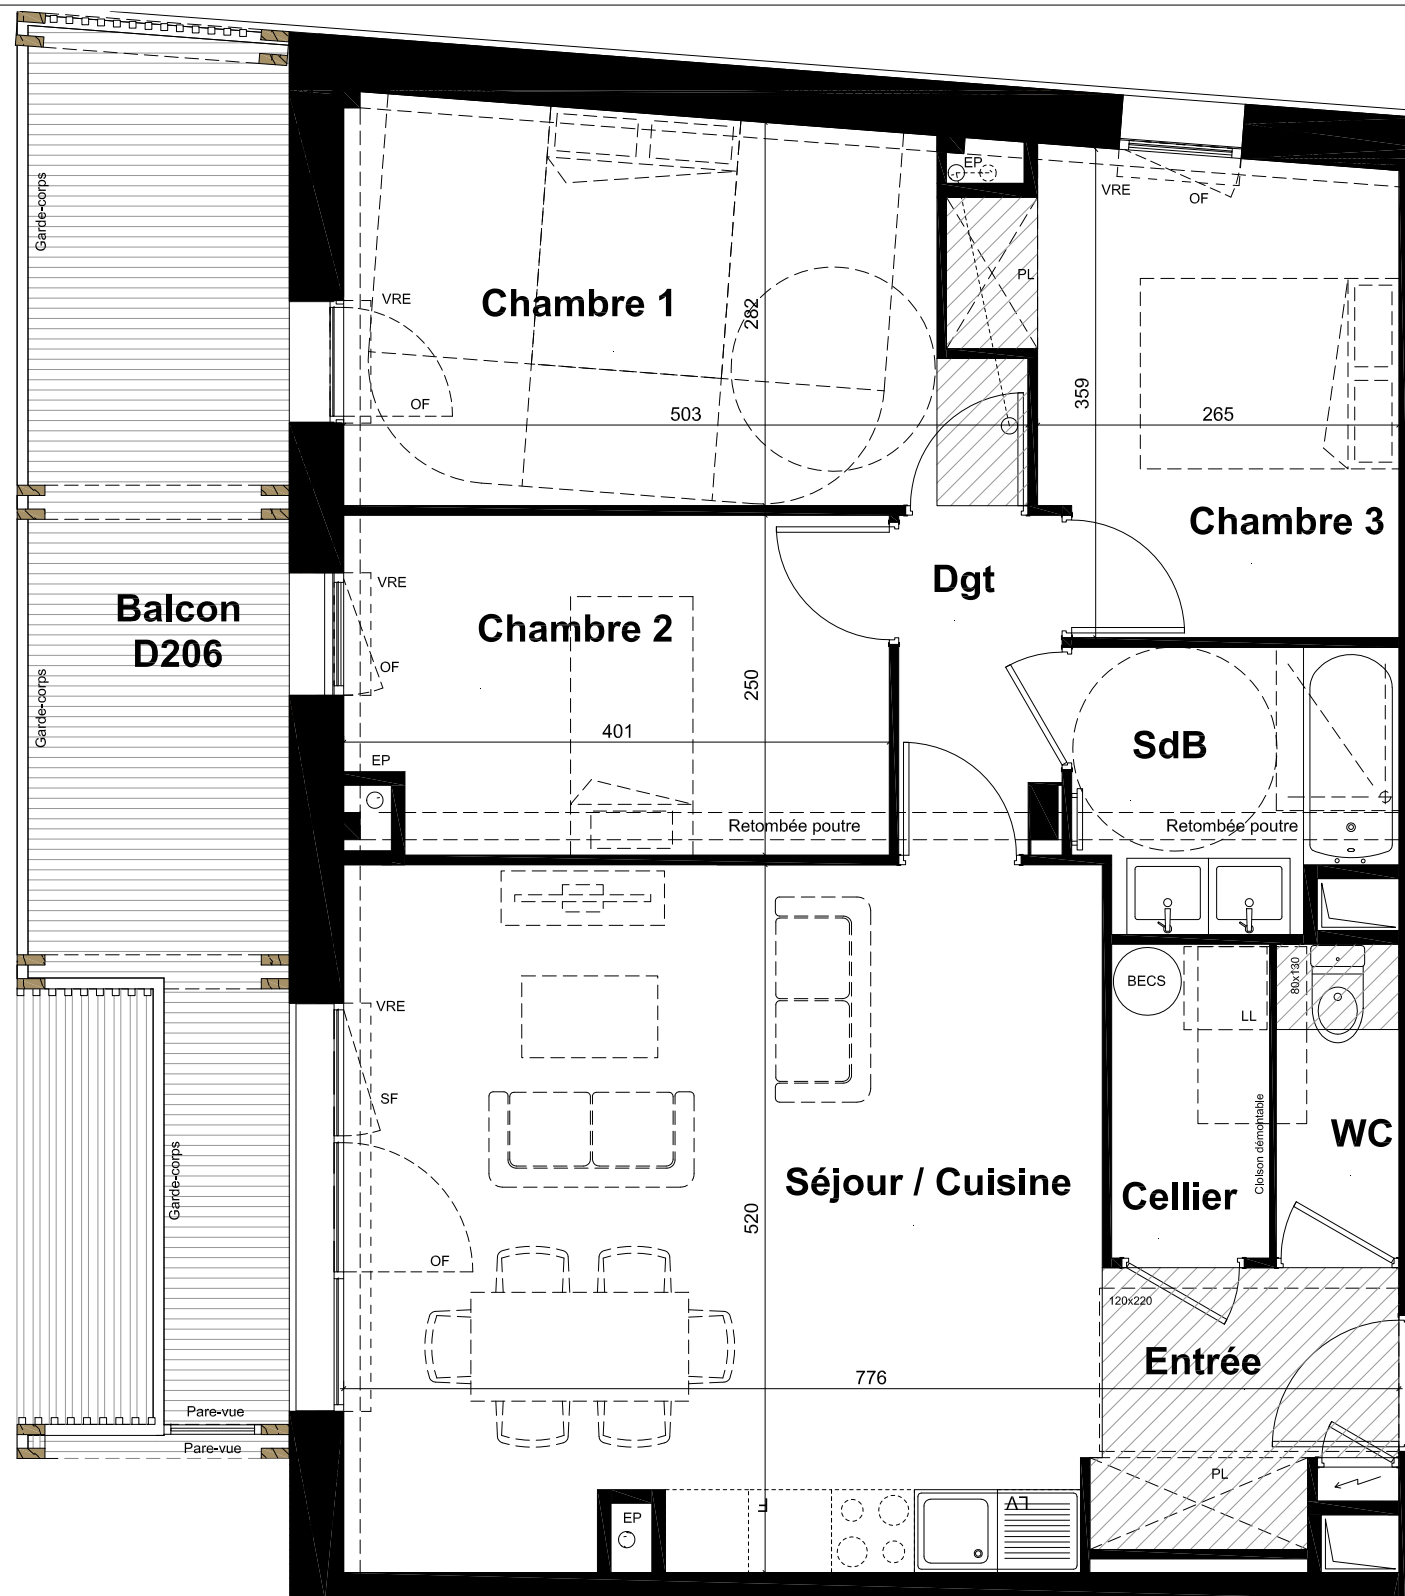 EP
VRE
OF
Garde-corps
PL
Chambre 1
282
VRE
OF
503
359
265
Chambre 3
Dgt
VRE
Balcon
D206
Chambre 2
OF
250
401
Garde-corps
SdB
EP
Retombée poutre
Retombée poutre
BECS
80x130
LL
VRE
SF
Cloison démontable
WC
Garde-corps
Séjour / Cuisine
Cellier
520
OF
120x220
Entrée
776
Pare-vue
Pare-vue
PL
F
LV
EP